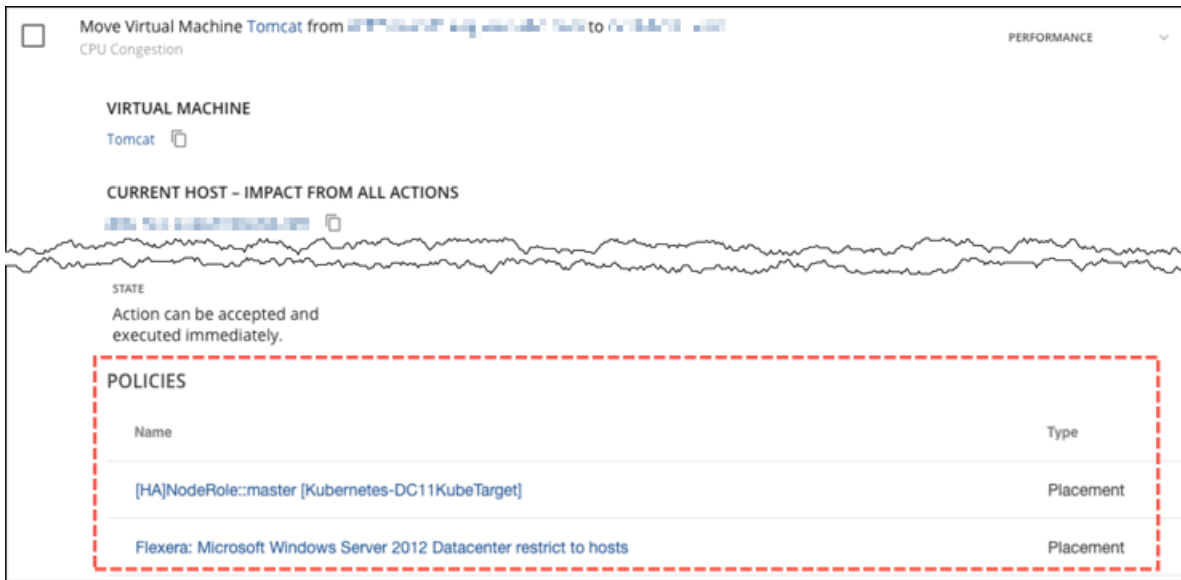 Move Virtual Machine Tomcat from to
PERFORMANCE
CPU Congestion
VIRTUAL MACHINE
Tomcat
CURRENT HOST – IMPACT FROM ALL ACTIONS
STATE
Action can be accepted and
executed immediately.
POLICIES
Name Type
[HA]NodeRole::master [Kubernetes-DC11KubeTarget] Placement
Flexera: Microsoft Windows Server 2012 Datacenter restrict to hosts Placement